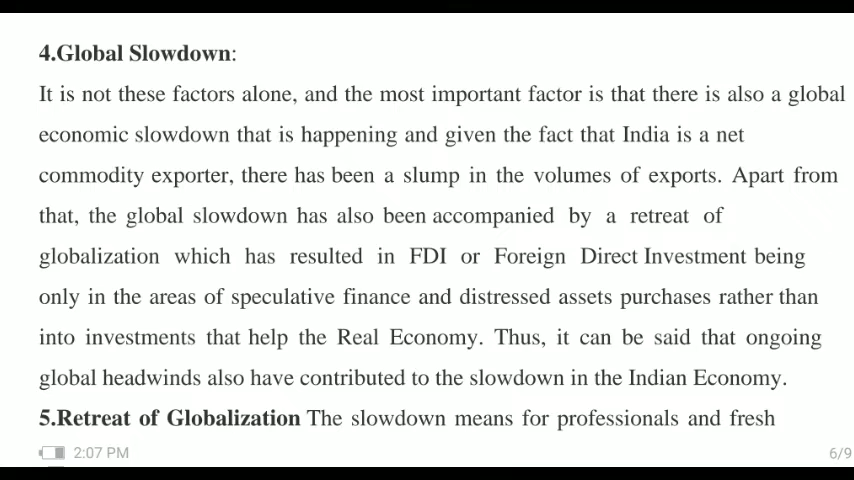 4.Global Slowdown:
It is not these factors alone, and the most important factor is that there is also a global
economic slowdown that is happening and given the fact that India is a net
commodity exporter, there has been a slump in the volumes of exports. Apart from
that, the global slowdown has also been accompanied by a retreat of
globalization which has resulted in FDI or Foreign Direct Investment being
only in the areas of speculative finance and distressed assets purchases rather than
into investments that help the Real Economy. Thus, it can be said that ongoing
global headwinds also have contributed to the slowdown in the Indian Economy.
5.Retreat of Globalization The slowdown means for professionals and fresh
2:07 PM 6/9